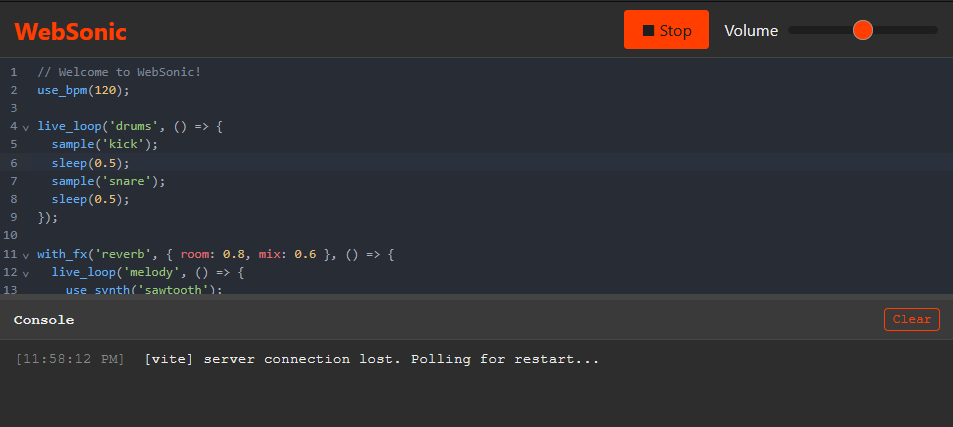 WebSonic
Stop
Volume
1 // Welcome to WebSonic!
2 use_bpm(120);
3
4 live_loop('drums', () => {
5 sample('kick');
6 sleep(0.5);
7 sample('snare');
8 sleep(0.5);
9 });
10
11 with_fx('reverb', { room: 0.8, mix: 0.6 }, () => {
12 live_loop('melody', () => {
13 use_synth('sawtooth');
Console
Clear
[11:58:12 PM] [vite] server connection lost. Polling for restart...